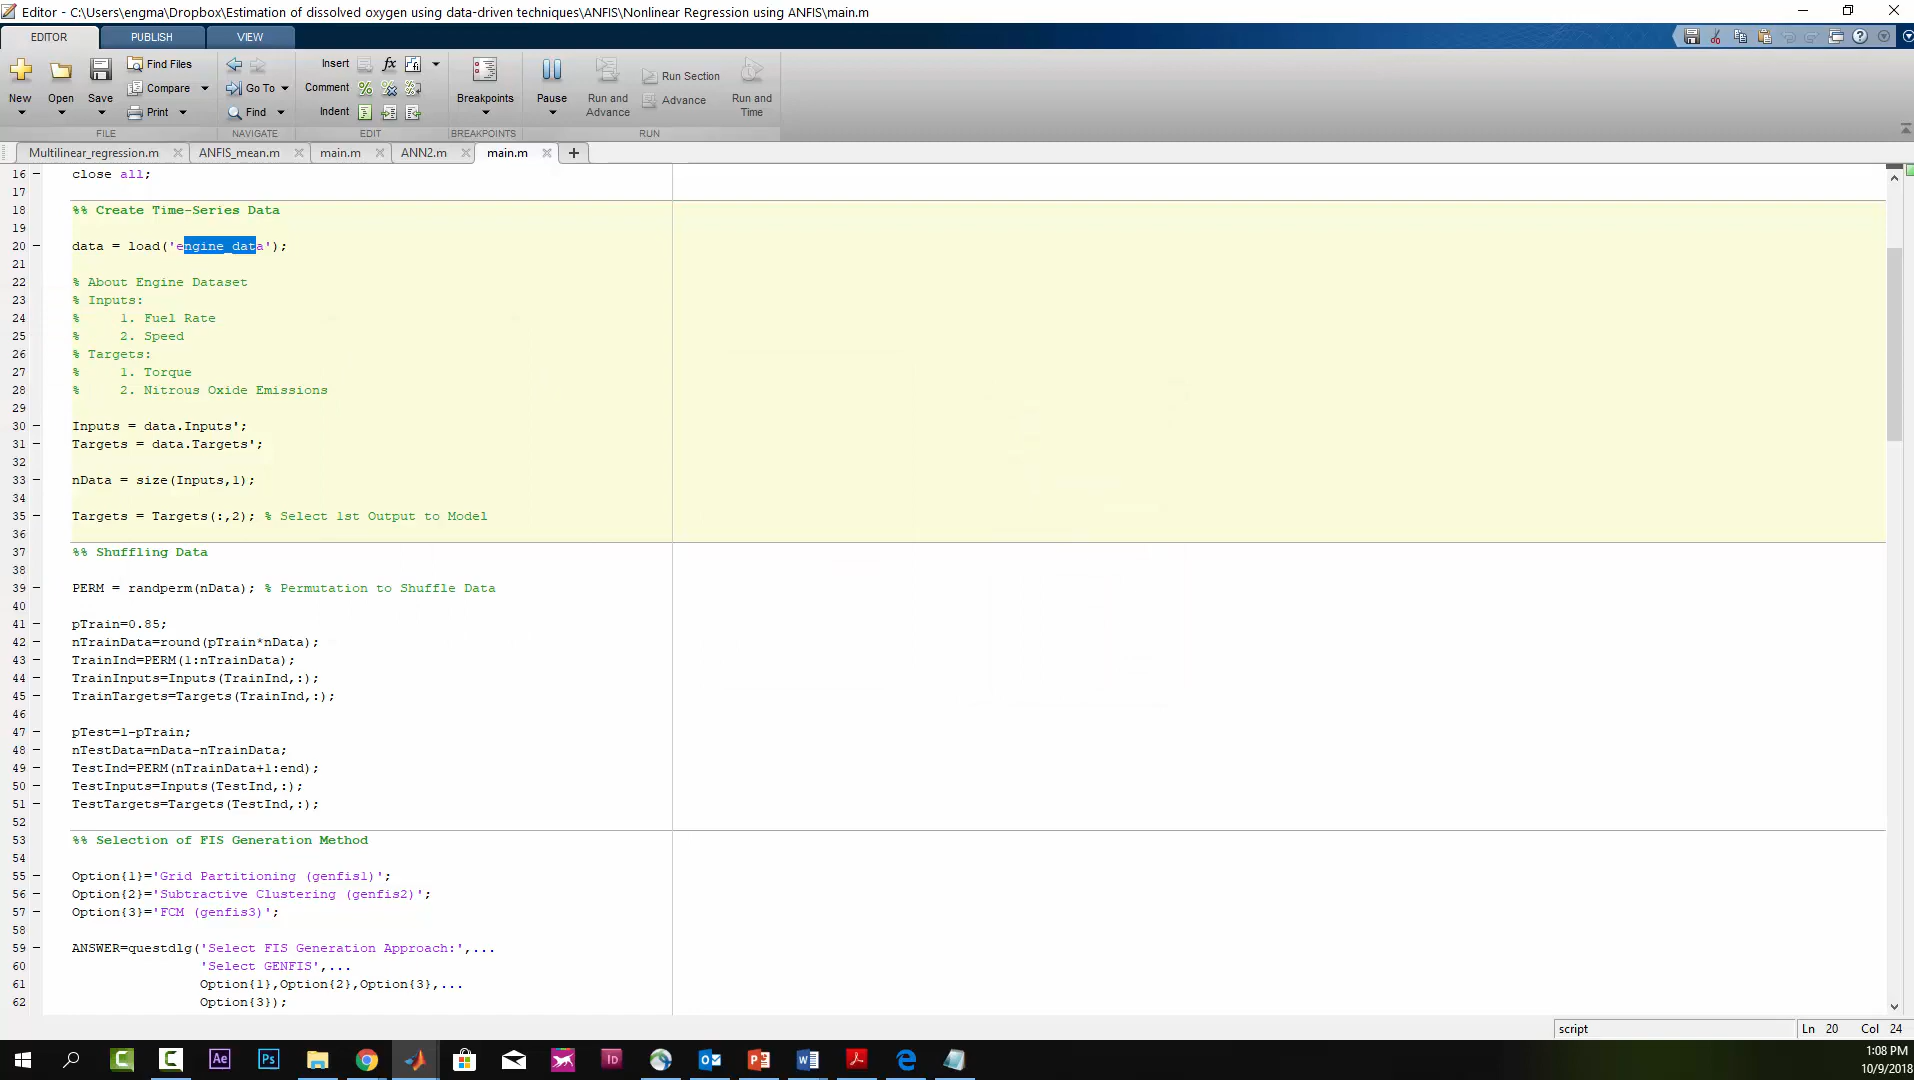 Editor - C:\Users\engma\Dropbox\Estimation of dissolved oxygen using data-driven techniques\ANFIS\Nonlinear Regression using ANFIS\main.m
EDITOR PUBLISH VIEW
New Open Save Find Files Compare Print
Go To Find
Insert fx
Comment
Indent
Breakpoints Pause Run and Advance Run Section Advance Run and Time
FILE NAVIGATE EDIT BREAKPOINTS RUN
Multilinear_regression.m ANFIS_mean.m main.m ANN2.m main.m
16 close all;
17
18 %% Create Time-Series Data
19
20 data = load('engine_data');
21
22 % About Engine Dataset
23 % Inputs:
24 % 1. Fuel Rate
25 % 2. Speed
26 % Targets:
27 % 1. Torque
28 % 2. Nitrous Oxide Emissions
29
30 Inputs = data.Inputs';
31 Targets = data.Targets';
32
33 nData = size(Inputs,1);
34
35 Targets = Targets(:,2); % Select 1st Output to Model
36
37 %% Shuffling Data
38
39 PERM = randperm(nData); % Permutation to Shuffle Data
40
41 pTrain=0.85;
42 nTrainData=round(pTrain*nData);
43 TrainInd=PERM(1:nTrainData);
44 TrainInputs=Inputs(TrainInd,:);
45 TrainTargets=Targets(TrainInd,:);
46
47 pTest=1-pTrain;
48 nTestData=nData-nTrainData;
49 TestInd=PERM(nTrainData+1:end);
50 TestInputs=Inputs(TestInd,:);
51 TestTargets=Targets(TestInd,:);
52
53 %% Selection of FIS Generation Method
54
55 Option{1}='Grid Partitioning (genfis1)';
56 Option{2}='Subtractive Clustering (genfis2)';
57 Option{3}='FCM (genfis3)';
58
59 ANSWER=questdlg('Select FIS Generation Approach:',...
60 'Select GENFIS',...
61 Option{1},Option{2},Option{3},...
62 Option{3});
script Ln 20 Col 24
Ae Ps Id
1:08 PM
10/9/2018